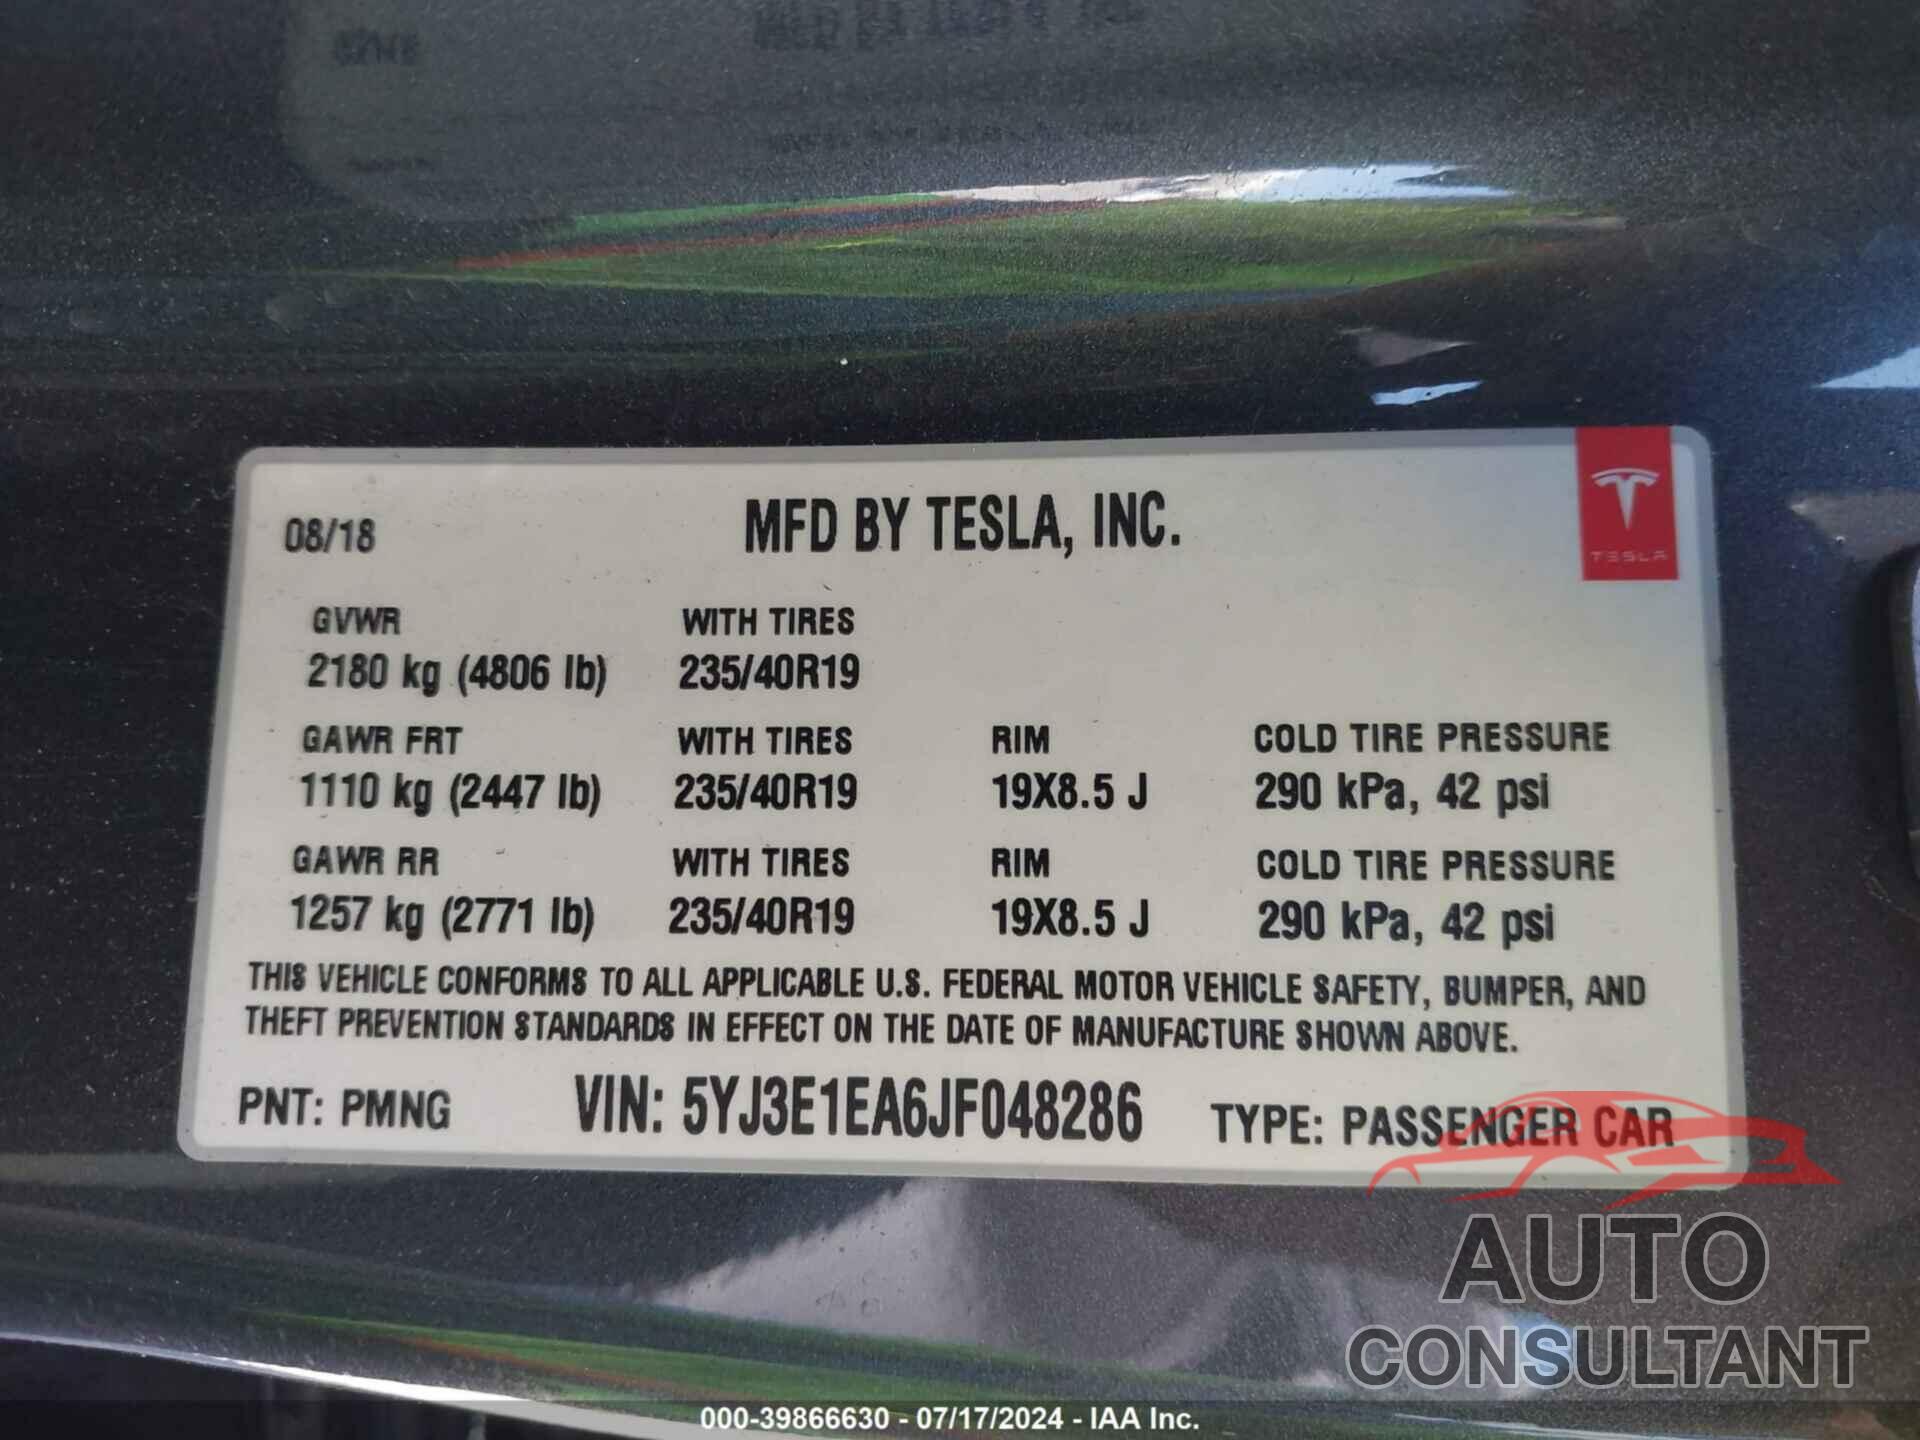 08/18 MFD BY TESLA, INC.
TESLA
GVWR WITH TIRES
2180 kg (4806 lb) 235/40R19
GAWR FRT WITH TIRES RIM COLD TIRE PRESSURE
1110 kg (2447 lb) 235/40R19 19X8.5 J 290 kPa, 42 psi
GAWR RR WITH TIRES RIM COLD TIRE PRESSURE
1257 kg (2771 lb) 235/40R19 19X8.5 J 290 kPa, 42 psi
THIS VEHICLE CONFORMS TO ALL APPLICABLE U.S. FEDERAL MOTOR VEHICLE SAFETY, BUMPER, AND
THEFT PREVENTION STANDARDS IN EFFECT ON THE DATE OF MANUFACTURE SHOWN ABOVE.
PNT: PMNG VIN: 5YJ3E1EA6JF048286 TYPE: PASSENGER CAR
AUTO
CONSULTANT
000-39866630 - 07/17/2024 - IAA Inc.